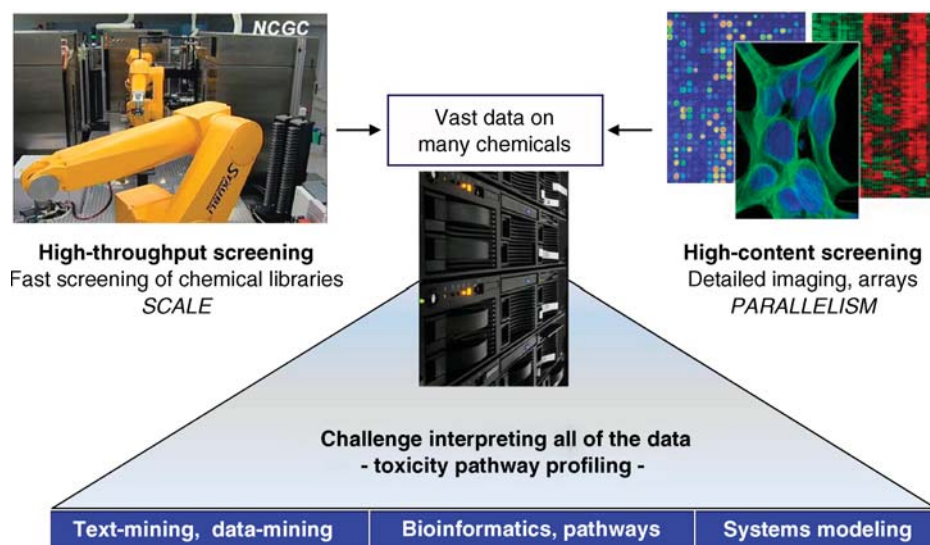 NCGC
STÄUBLI
Vast data on
many chemicals
High-throughput screening
Fast screening of chemical libraries
SCALE
High-content screening
Detailed imaging, arrays
PARALLELISM
Challenge interpreting all of the data
- toxicity pathway profiling -
Text-mining, data-mining
Bioinformatics, pathways
Systems modeling